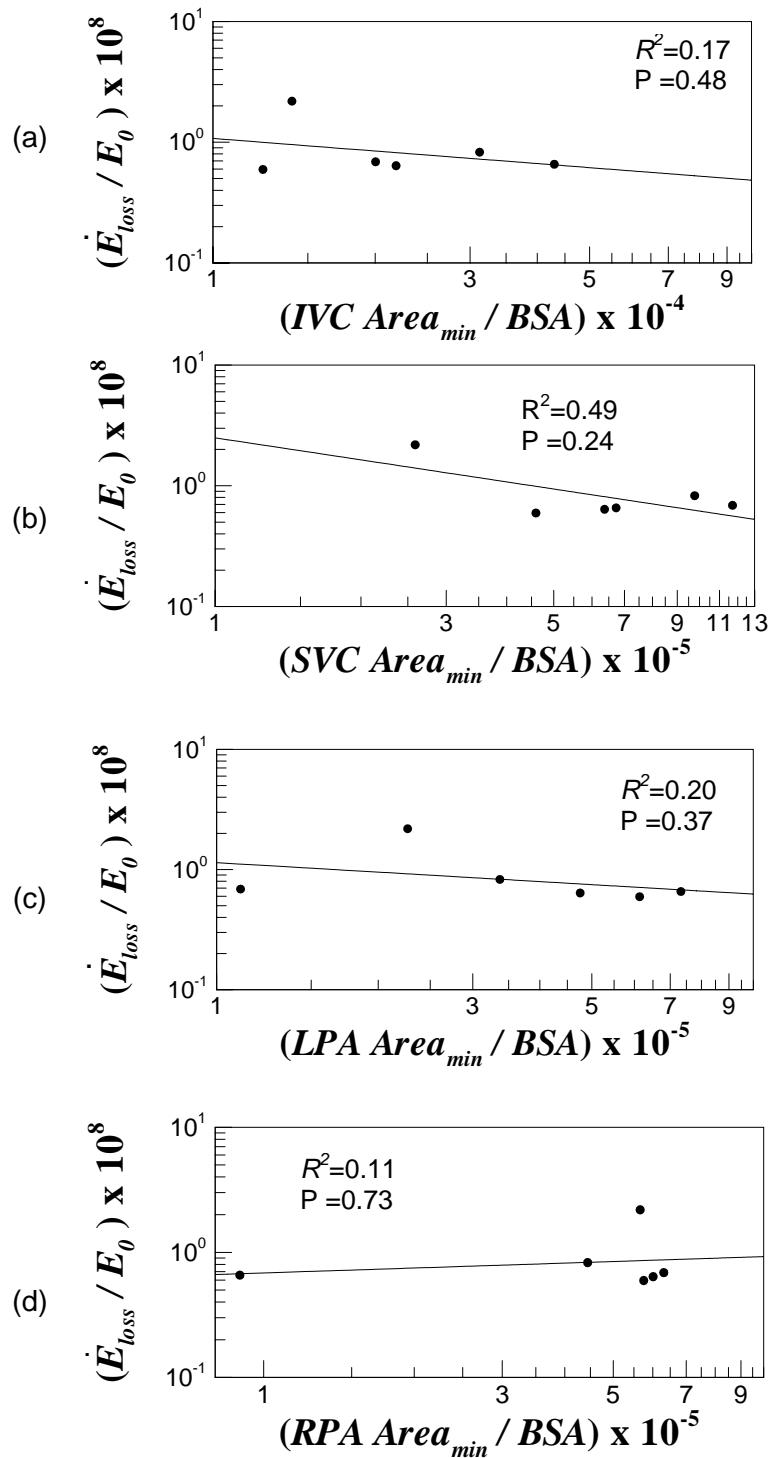 (a)
(Ė_loss / E_0) x 10^8
10^1
10^0
10^-1
R^2=0.17
P =0.48
1 3 5 7 9
(IVC Area_min / BSA) x 10^-4
(b)
(Ė_loss / E_0) x 10^8
10^1
10^0
10^-1
R^2=0.49
P =0.24
1 3 5 7 9 11 13
(SVC Area_min / BSA) x 10^-5
(c)
(Ė_loss / E_0) x 10^8
10^1
10^0
10^-1
R^2=0.20
P =0.37
1 3 5 7 9
(LPA Area_min / BSA) x 10^-5
(d)
(Ė_loss / E_0) x 10^8
10^1
10^0
10^-1
R^2=0.11
P =0.73
1 3 5 7 9
(RPA Area_min / BSA) x 10^-5